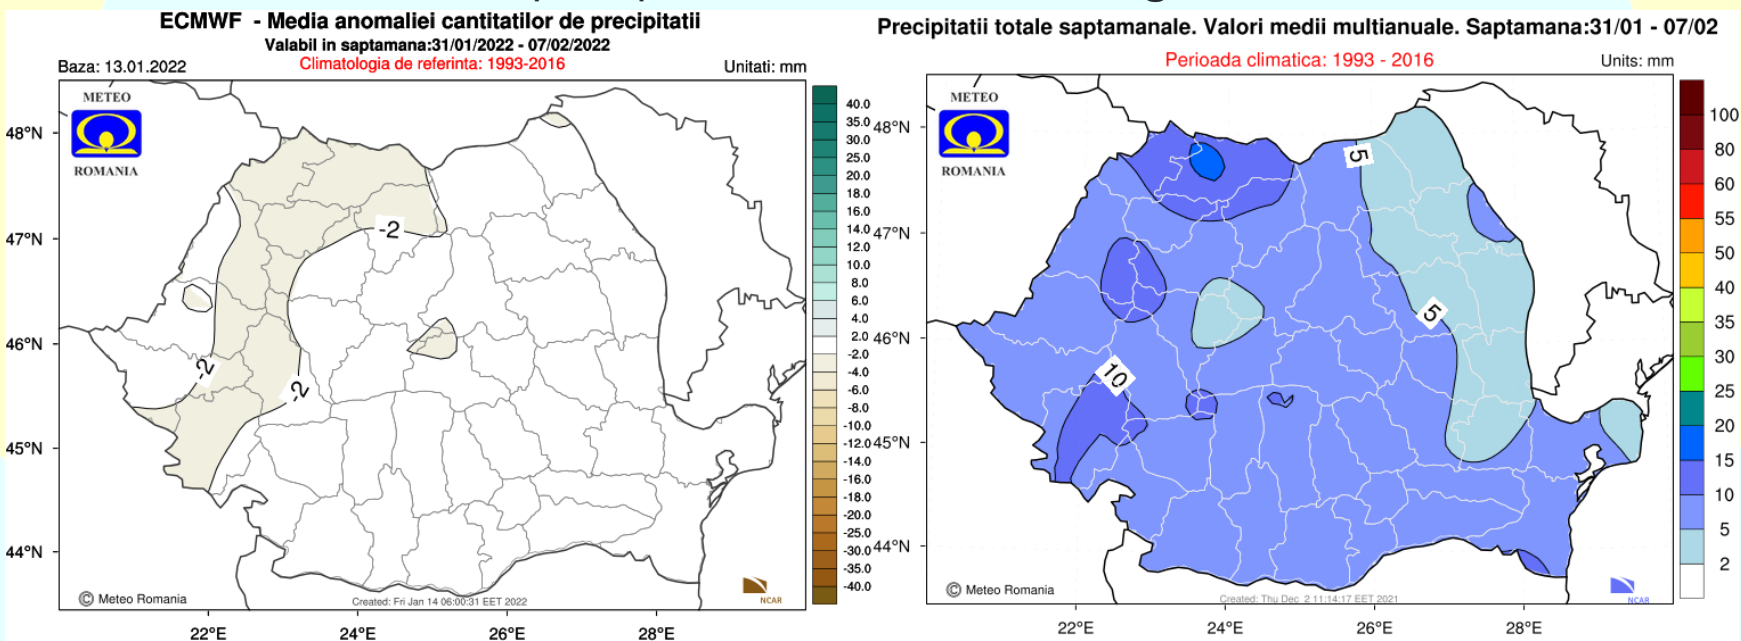 ECMWF - Media anomaliei cantitatilor de precipitatii
Valabil in saptamana:31/01/2022 - 07/02/2022
Baza: 13.01.2022
Climatologia de referinta: 1993-2016
Unitati: mm
METEO
ROMANIA
48°N
47°N
46°N
45°N
44°N
-2
-2
-2
22°E
24°E
26°E
28°E
© Meteo Romania
Created: Fri Jan 14 06:00:31 EET 2022
NCAR
40.0
35.0
30.0
25.0
20.0
18.0
16.0
14.0
12.0
10.0
8.0
6.0
4.0
2.0
-2.0
-4.0
-6.0
-8.0
-10.0
-12.0
-14.0
-16.0
-18.0
-20.0
-25.0
-30.0
-35.0
-40.0
Precipitatii totale saptamanale. Valori medii multianuale. Saptamana:31/01 - 07/02
Perioada climatica: 1993 - 2016
Units: mm
METEO
ROMANIA
48°N
47°N
46°N
45°N
44°N
5
5
10
22°E
24°E
26°E
28°E
© Meteo Romania
Created: Thu Dec 2 11:14:17 EET 2021
NCAR
100
80
60
55
50
40
35
30
25
20
15
10
5
2